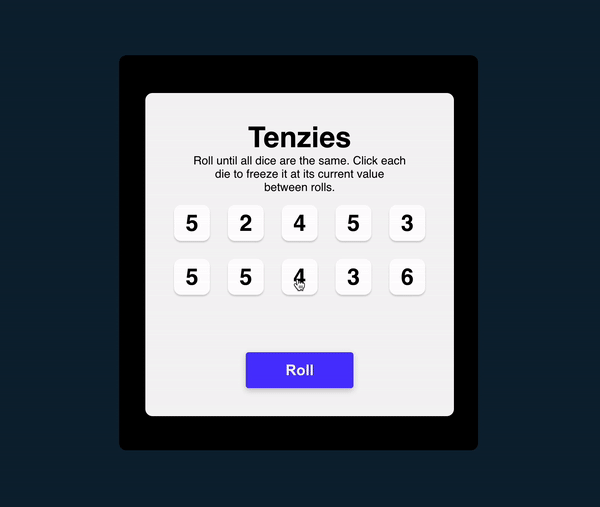 Tenzies
Roll until all dice are the same. Click each
die to freeze it at its current value
between rolls.
5 2 4 5 3
5 5 4 3 6
Roll